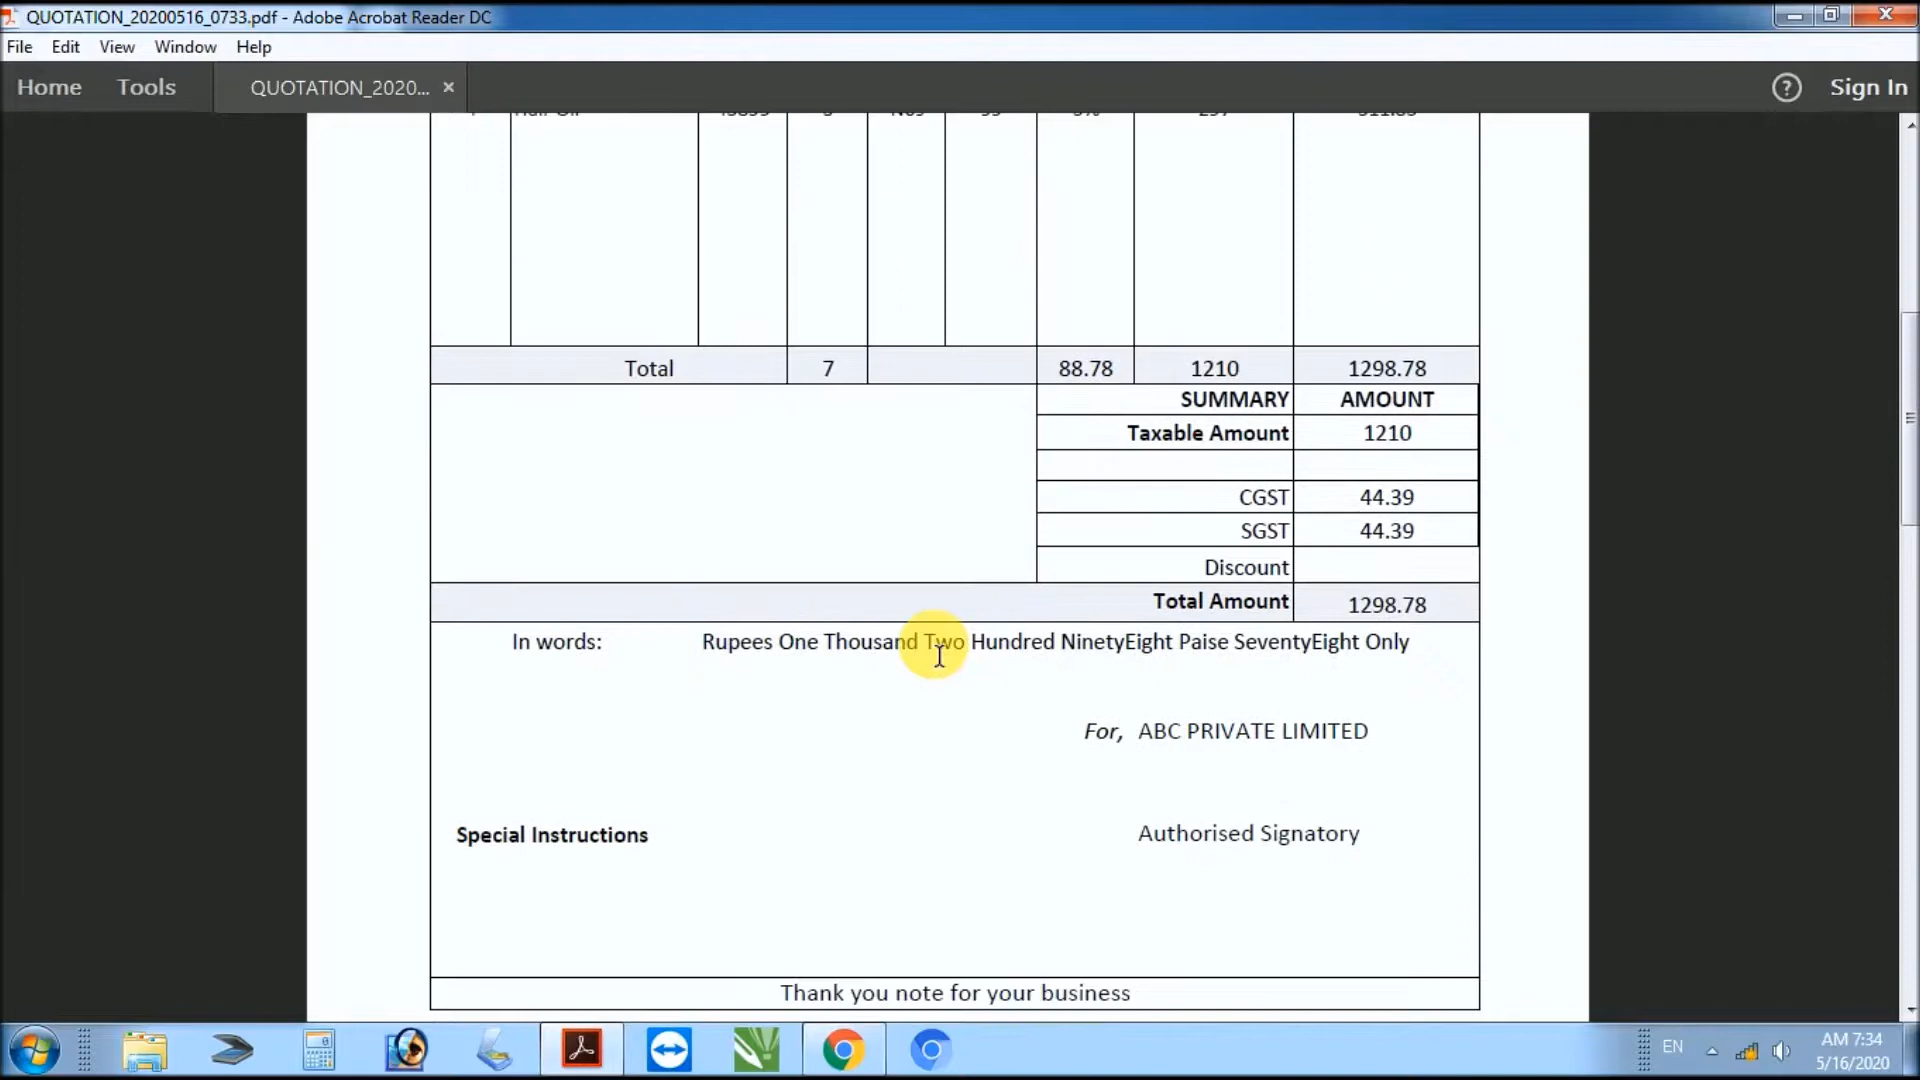 QUOTATION_20200516_0733.pdf - Adobe Acrobat Reader DC
File Edit View Window Help
Home Tools QUOTATION_2020... × ? Sign In
Total 7 88.78 1210 1298.78
SUMMARY AMOUNT
Taxable Amount 1210
CGST 44.39
SGST 44.39
Discount
Total Amount 1298.78
In words: Rupees One Thousand Two Hundred NinetyEight Paise SeventyEight Only
For, ABC PRIVATE LIMITED
Special Instructions Authorised Signatory
Thank you note for your business
EN AM 7:34
5/16/2020